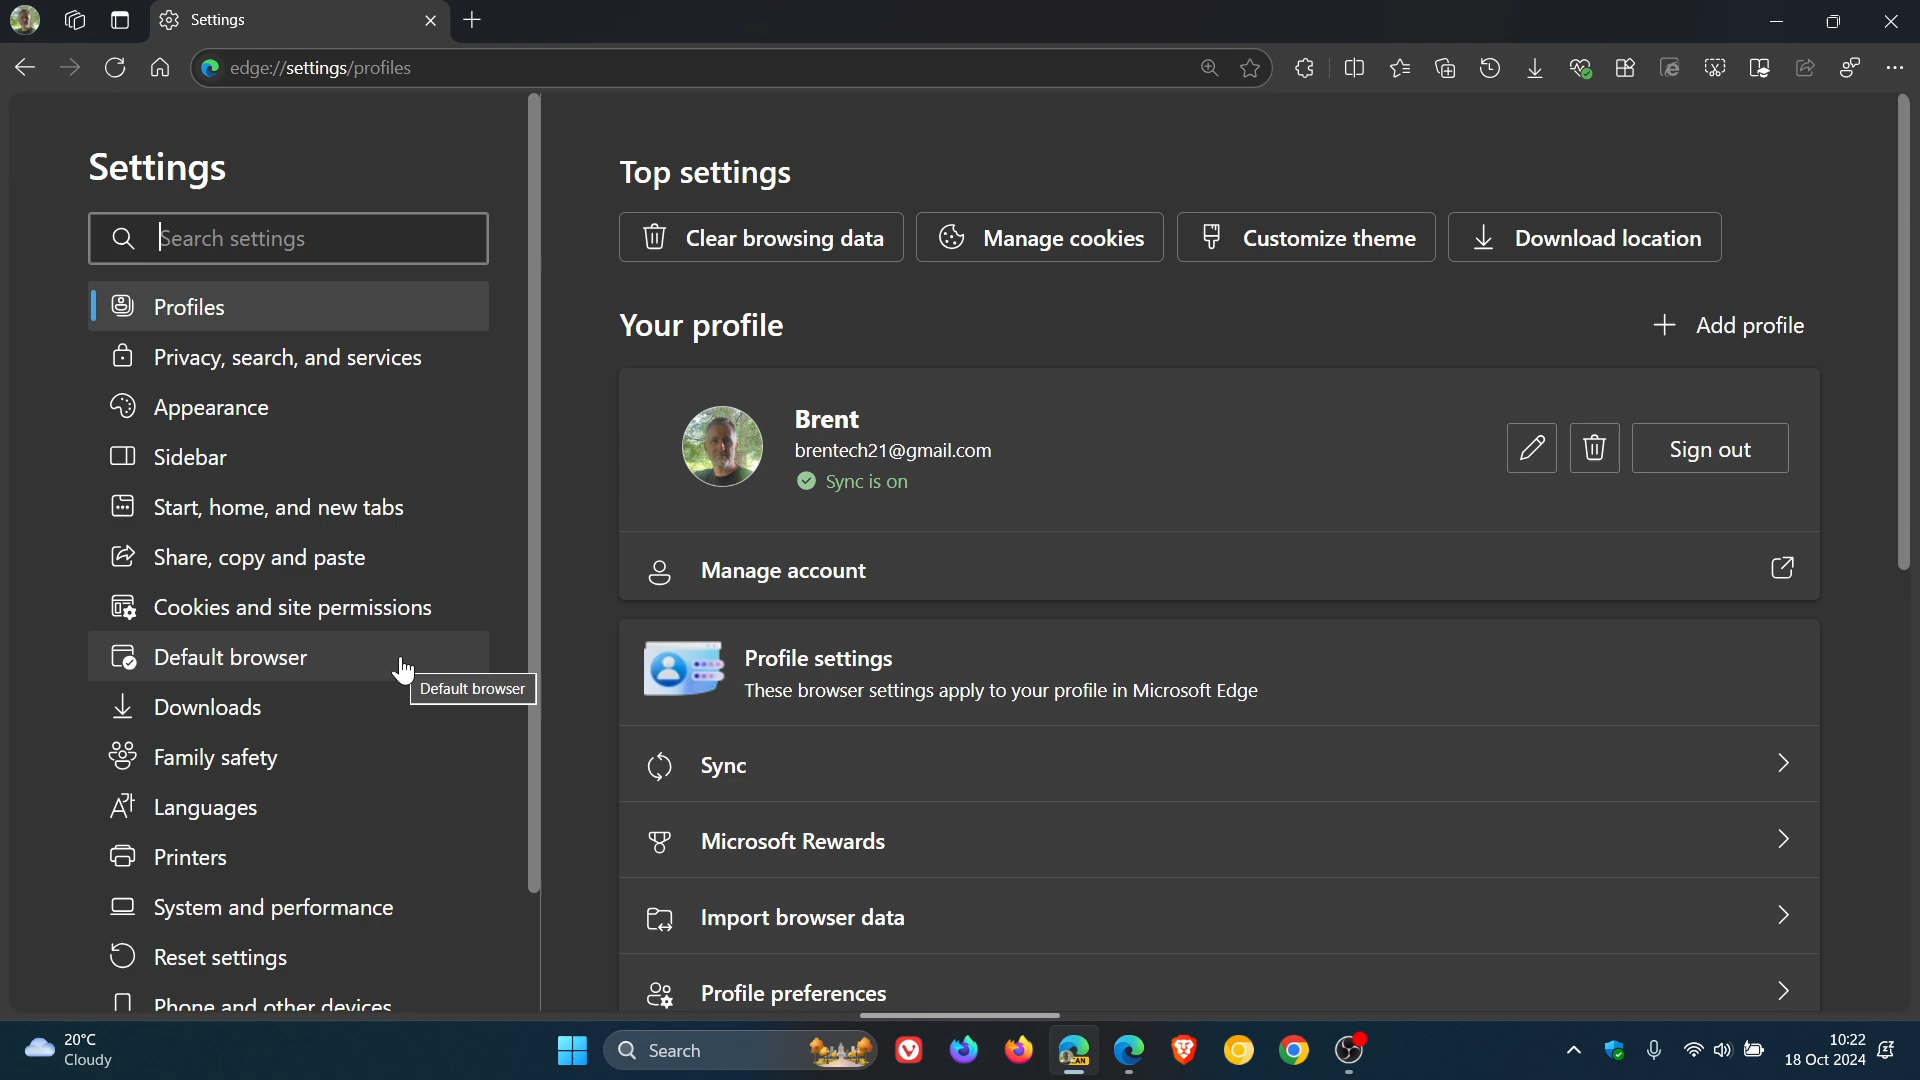 Settings
edge://settings/profiles
Settings
Search settings
Profiles
Privacy, search, and services
Appearance
Sidebar
Start, home, and new tabs
Share, copy and paste
Cookies and site permissions
Default browser
Default browser
Downloads
Family safety
Languages
Printers
System and performance
Reset settings
Phone and other devices
Top settings
Clear browsing data
Manage cookies
Customize theme
Download location
Your profile
Add profile
Brent
brentech21@gmail.com
Sync is on
Sign out
Manage account
Profile settings
These browser settings apply to your profile in Microsoft Edge
Sync
Microsoft Rewards
Import browser data
Profile preferences
20°C
Cloudy
Search
CAN
10:22
18 Oct 2024